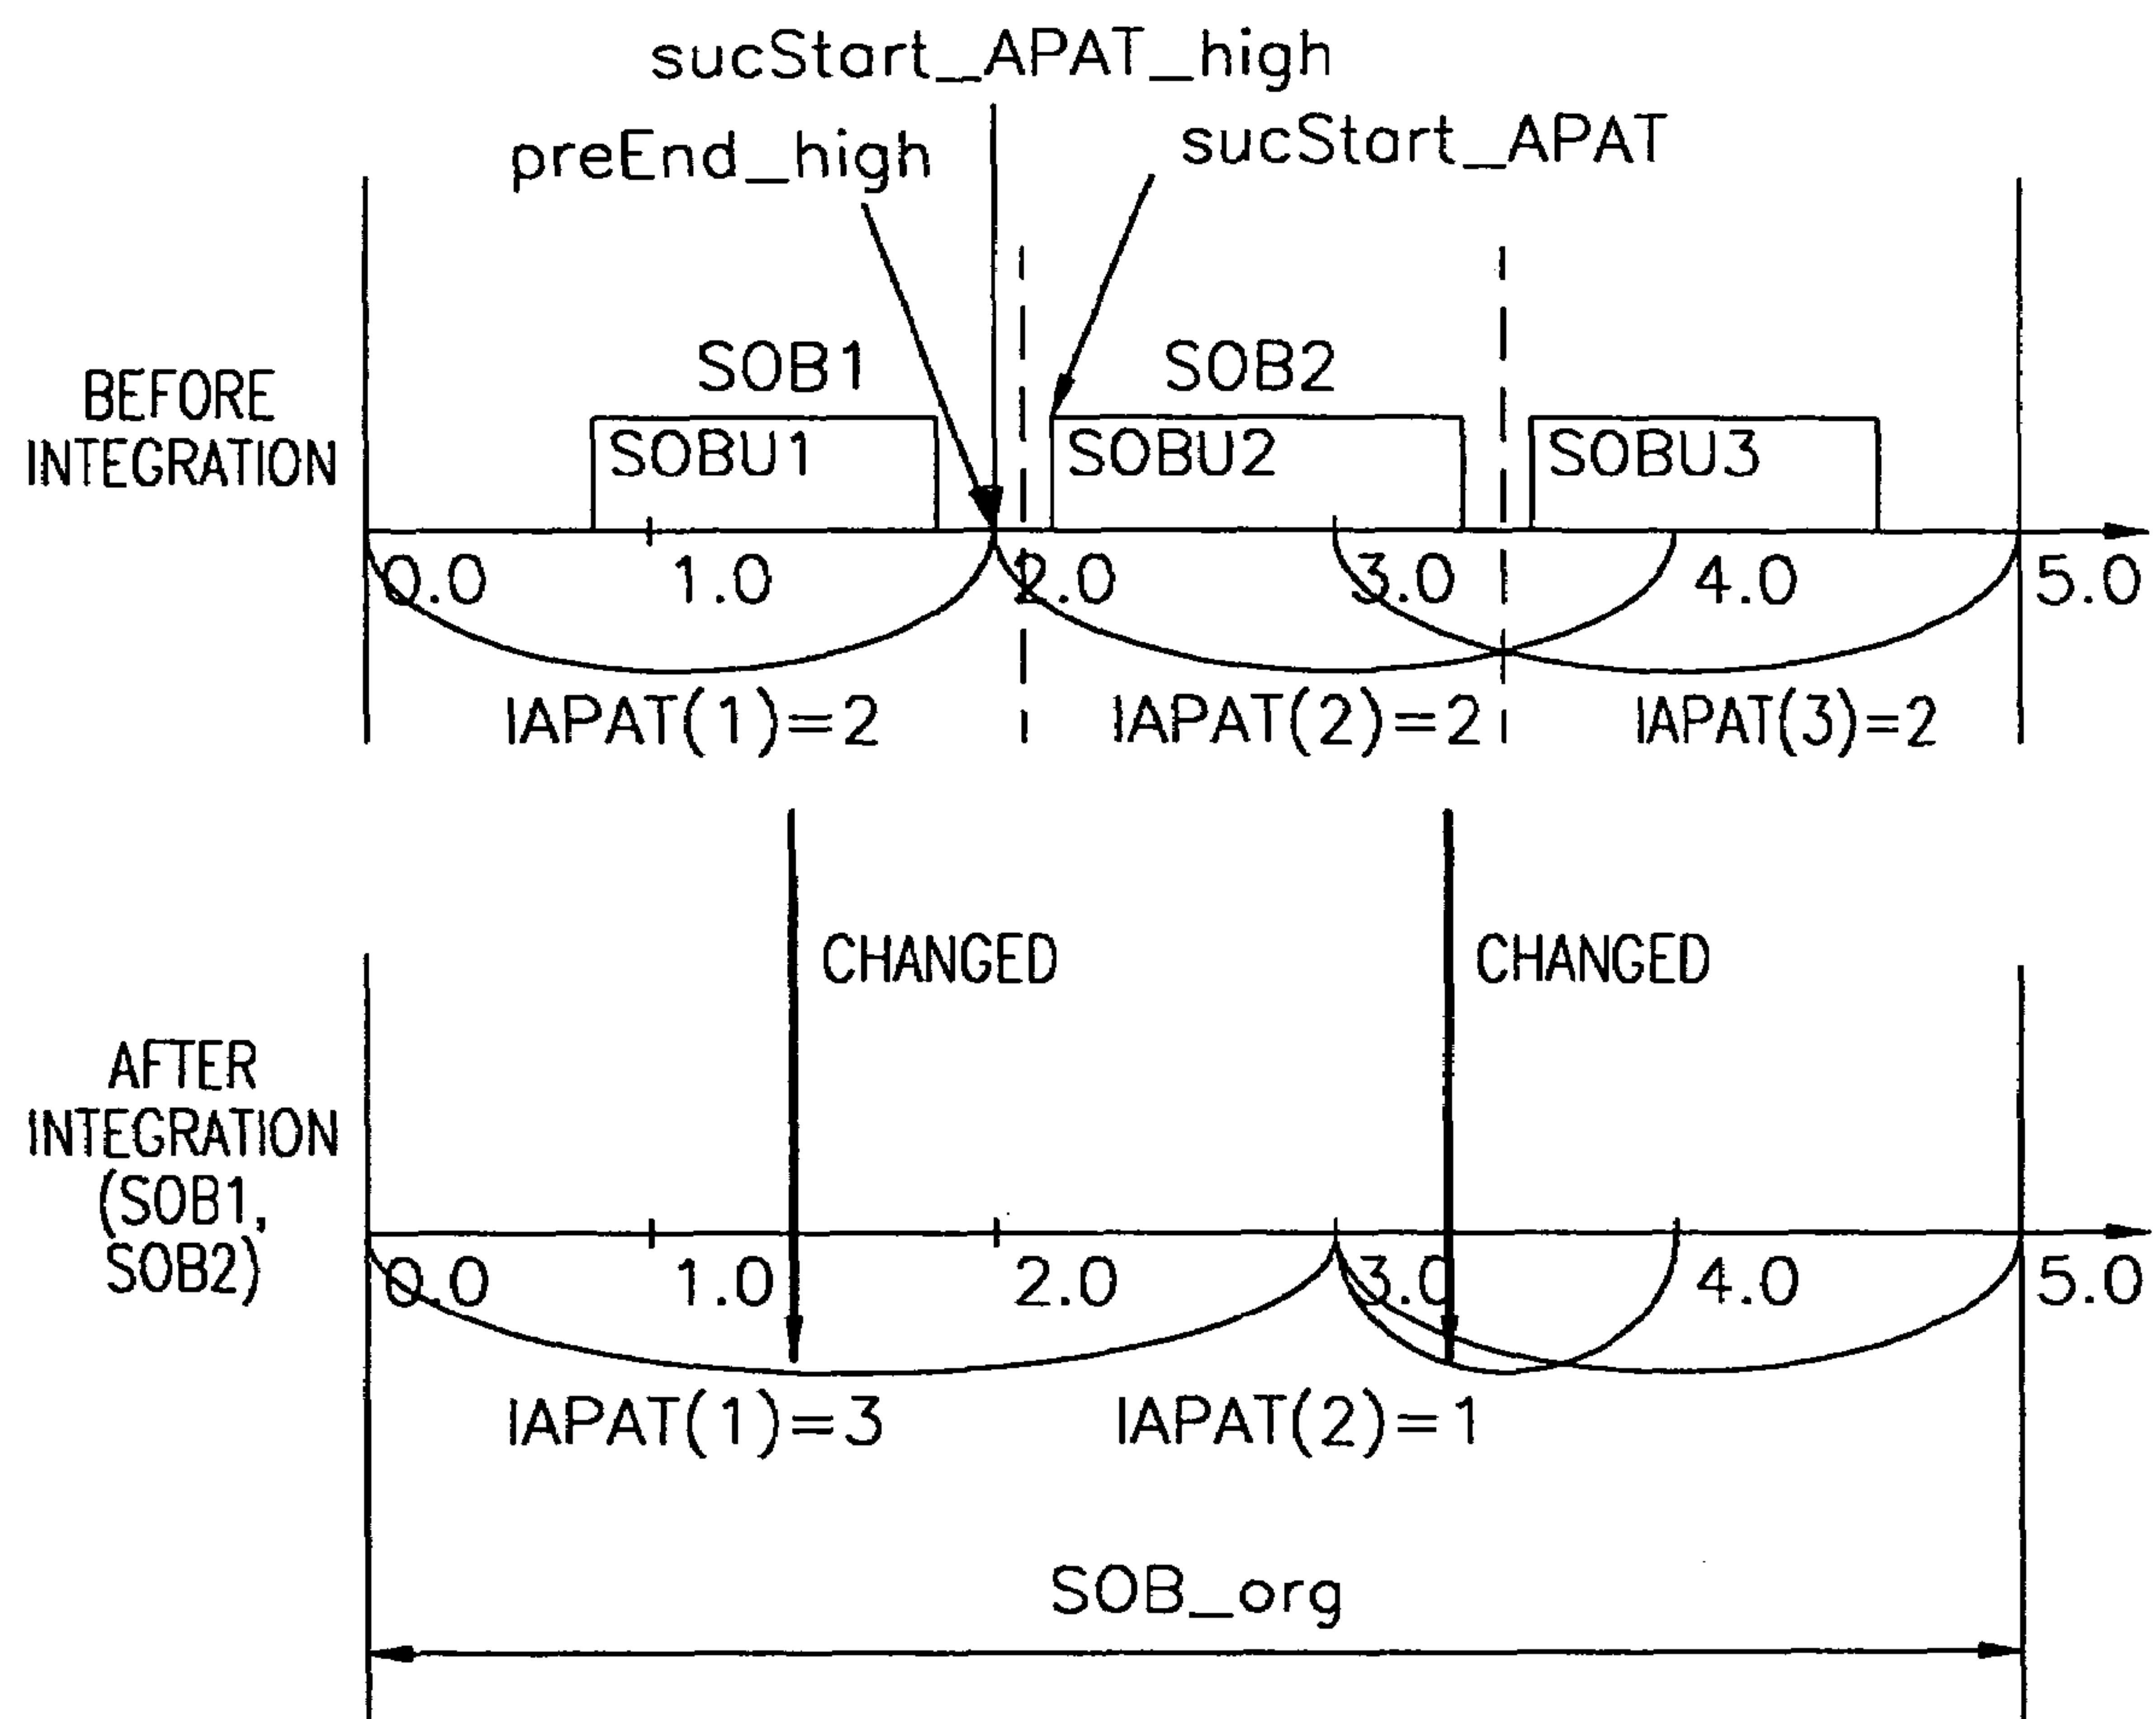 sucStart_APAT_high
preEnd_high
sucStart_APAT
BEFORE
INTEGRATION
SOB1
SOB2
SOBU1
SOBU2
SOBU3
0.0
1.0
2.0
3.0
4.0
5.0
IAPAT(1)=2
IAPAT(2)=2
IAPAT(3)=2
CHANGED
CHANGED
AFTER
INTEGRATION
(SOB1,
SOB2)
0.0
1.0
2.0
3.0
4.0
5.0
IAPAT(1)=3
IAPAT(2)=1
SOB_org